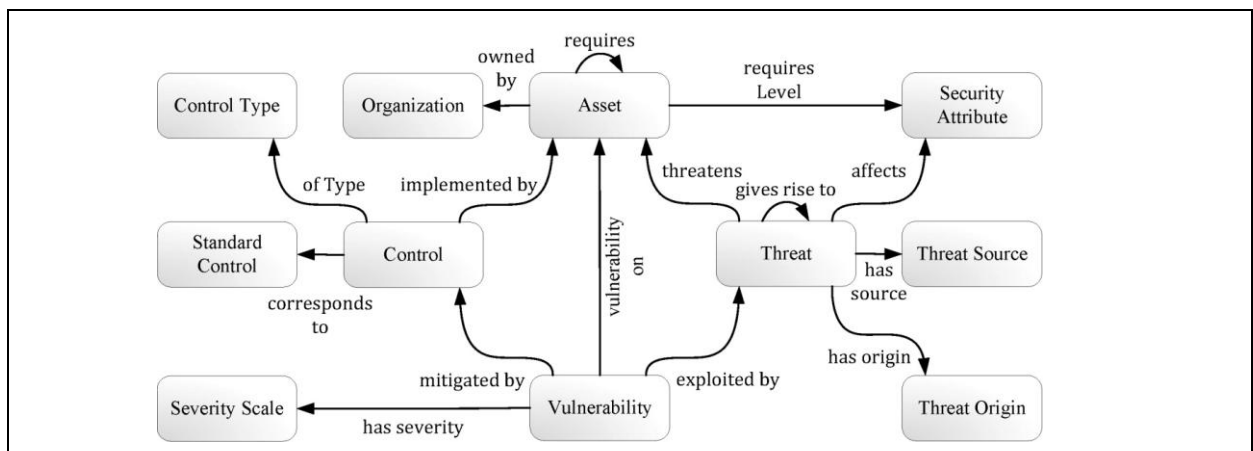 requires
owned
by
requires
Level
Control Type
Organization
Asset
Security
Attribute
of Type
implemented by
threatens
affects
gives rise to
vulnerability
on
Standard
Control
Control
Threat
Threat Source
has
source
corresponds
to
mitigated by
exploited by
has origin
Severity Scale
has severity
Vulnerability
Threat Origin